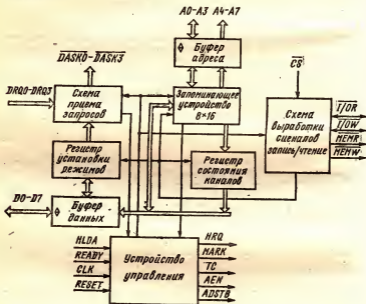 A0-A3 A4-A7
DASK0-DASK3
Буфер
адреса
CS
DRQ0-DRQ3
Схема
приема
запросов
Запоминающее
устройство
8*16
Схема
выработки
сигналов
запись/чтение
I/OR
I/OW
MEMR
MEMW
Регистр
установки
режимов
Регистр
состояния
каналов
D0-D7
Буфер
данных
HLDA
READY
CLK
RESET
Устройство
управления
HRQ
MARK
TC
AEN
ADSTB